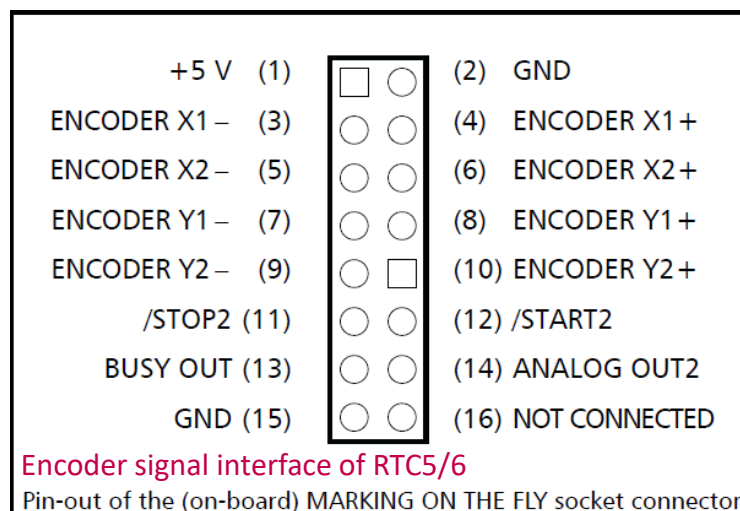 +5 V (1) (2) GND
ENCODER X1– (3) (4) ENCODER X1+
ENCODER X2– (5) (6) ENCODER X2+
ENCODER Y1– (7) (8) ENCODER Y1+
ENCODER Y2– (9) (10) ENCODER Y2+
/STOP2 (11) (12) /START2
BUSY OUT (13) (14) ANALOG OUT2
GND (15) (16) NOT CONNECTED
Encoder signal interface of RTC5/6
Pin-out of the (on-board) MARKING ON THE FLY socket connector